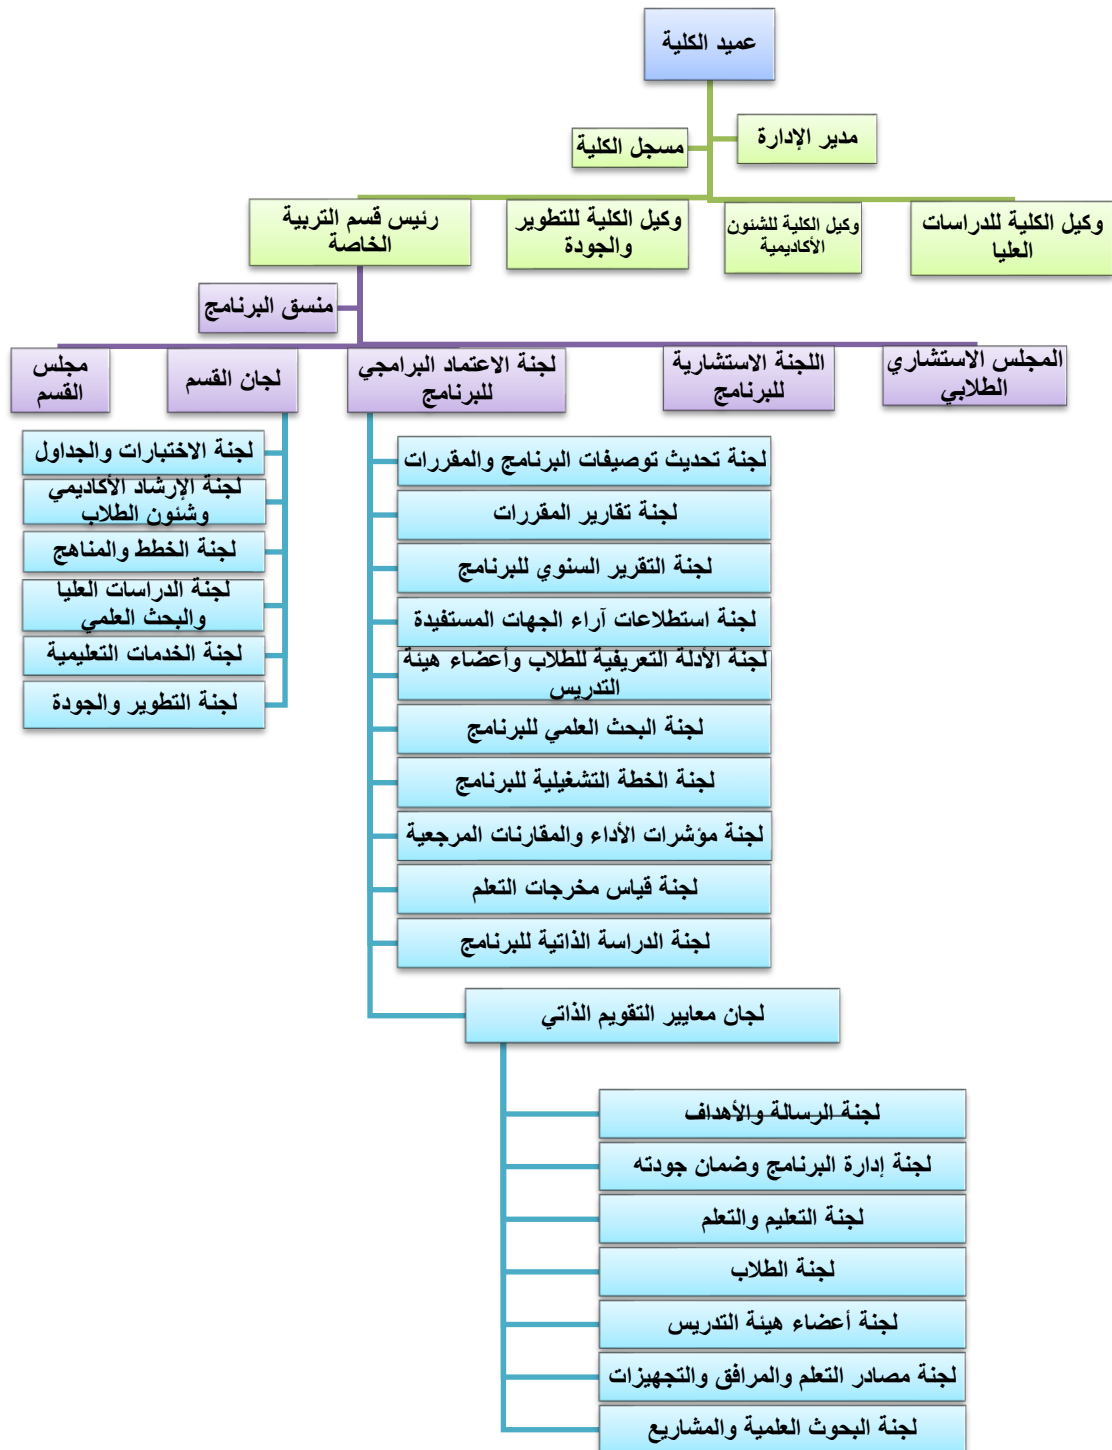 عميد الكلية
مدير الإدارة
مسجل الكلية
وكيل الكلية للدراسات
العليا
وكيل الكلية للشئون
الأكاديمية
وكيل الكلية للتطوير
والجودة
رئيس قسم التربية
الخاصة
منسق البرنامج
المجلس الاستشاري
الطلابي
اللجنة الاستشارية
للبرنامج
لجنة الاعتماد البرامجي
للبرنامج
لجان القسم
مجلس
القسم
لجنة تحديث توصيفات البرنامج والمقررات
لجنة تقارير المقررات
لجنة التقرير السنوي للبرنامج
لجنة استطلاعات آراء الجهات المستفيدة
لجنة الأدلة التعريفية للطلاب وأعضاء هيئة
التدريس
لجنة البحث العلمي للبرنامج
لجنة الخطة التشغيلية للبرنامج
لجنة مؤشرات الأداء والمقارنات المرجعية
لجنة قياس مخرجات التعلم
لجنة الدراسة الذاتية للبرنامج
لجنة الاختبارات والجداول
لجنة الإرشاد الأكاديمي
وشئون الطلاب
لجنة الخطط والمناهج
لجنة الدراسات العليا
والبحث العلمي
لجنة الخدمات التعليمية
لجنة التطوير والجودة
لجان معايير التقويم الذاتي
لجنة الرسالة والأهداف
لجنة إدارة البرنامج وضمان جودته
لجنة التعليم والتعلم
لجنة الطلاب
لجنة أعضاء هيئة التدريس
لجنة مصادر التعلم والمرافق والتجهيزات
لجنة البحوث العلمية والمشاريع